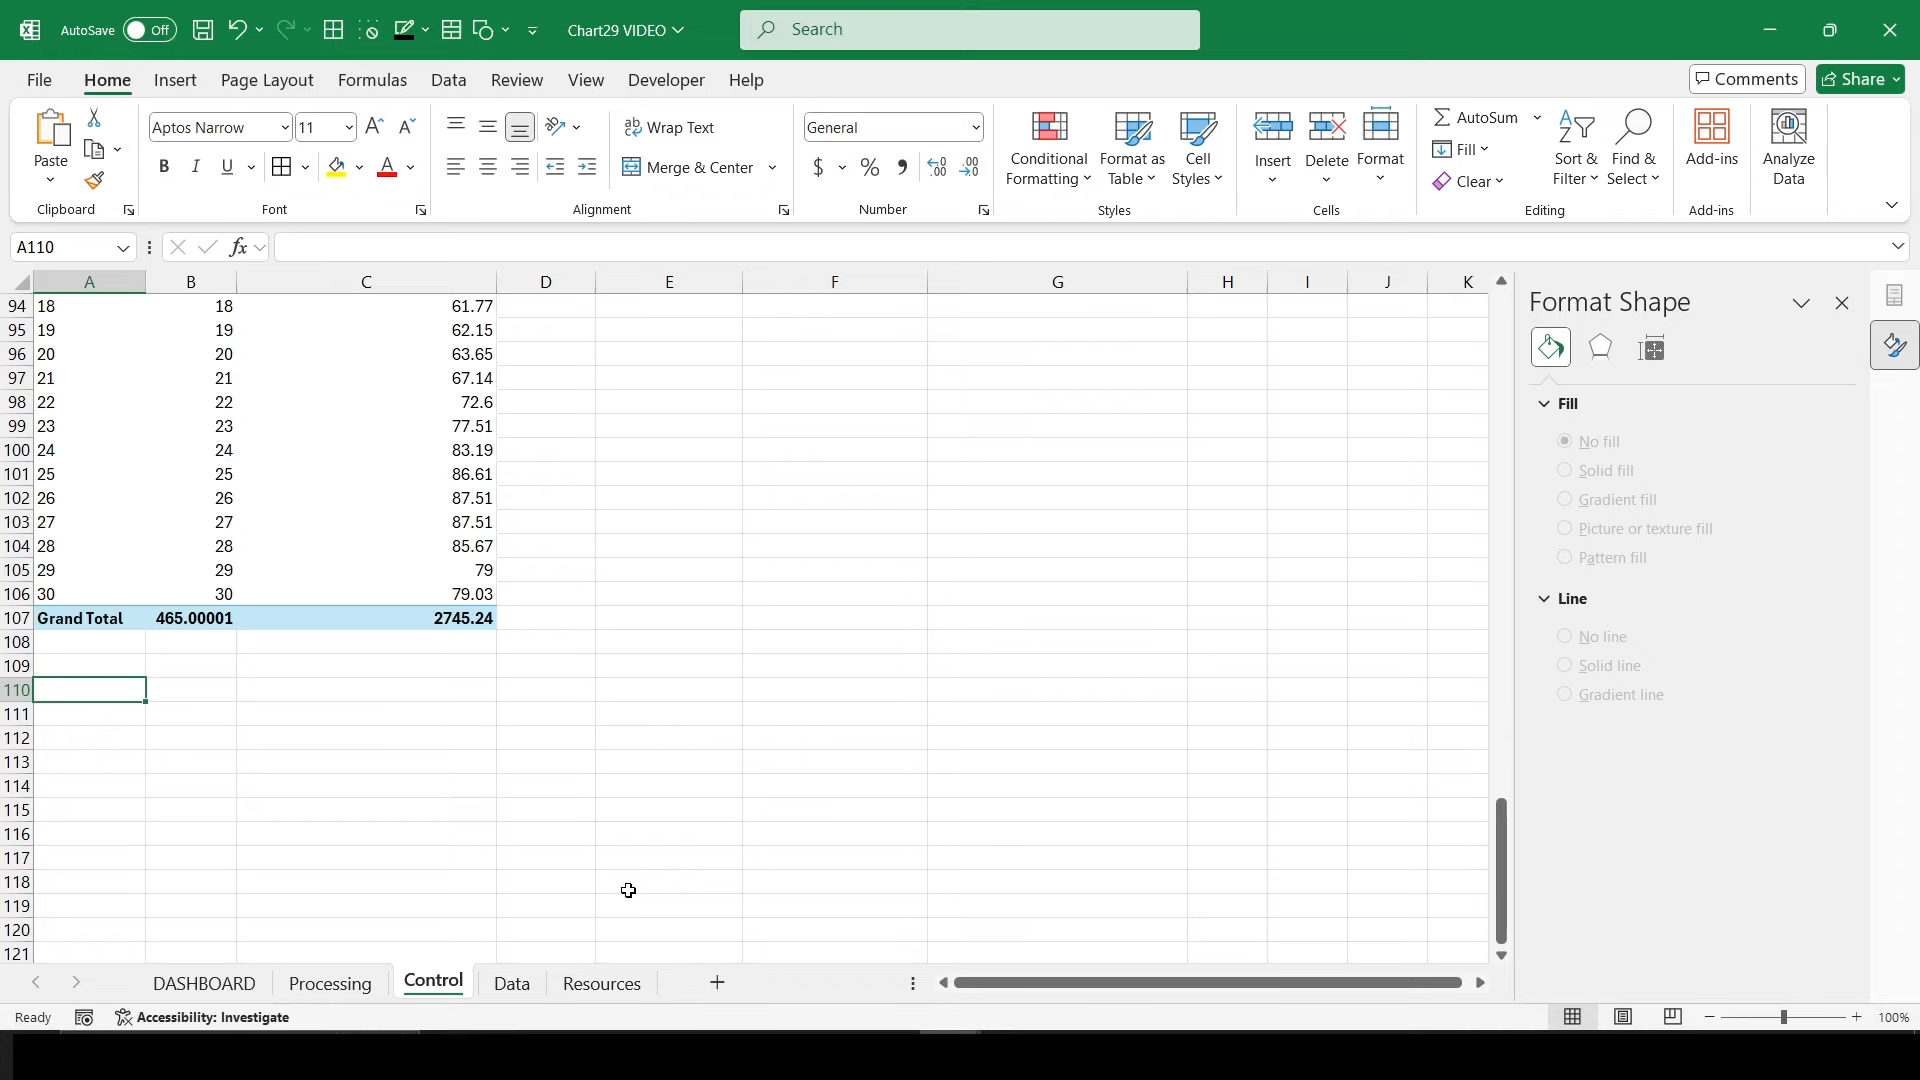 AutoSave Off Chart29 VIDEO Search
File Home Insert Page Layout Formulas Data Review View Automate Developer Help Comments Share
Paste Aptos Narrow 11 Wrap Text General Conditional Formatting Format as Table Cell Styles Insert Delete Format AutoSum Sort & Filter Find & Select Add-ins Analyze Data
B I U A Merge & Center $ % Fill
Clear
Clipboard Font Alignment Number Styles Cells Editing Add-ins
A110 fx
A B C D E F G H I J K
94 18 18 61.77
95 19 19 62.15
96 20 20 63.65
97 21 21 67.14
98 22 22 72.6
99 23 23 77.51
100 24 24 83.19
101 25 25 86.61
102 26 26 87.51
103 27 27 87.51
104 28 28 85.67
105 29 29 79
106 30 30 79.03
107 Grand Total 465.00001 2745.24
108
109
110
111
112
113
114
115
116
117
118
119
120
121
Format Shape
Fill
No fill
Solid fill
Gradient fill
Picture or texture fill
Pattern fill
Line
No line
Solid line
Gradient line
DASHBOARD Processing Control Data Resources
Ready Accessibility: Investigate 100%